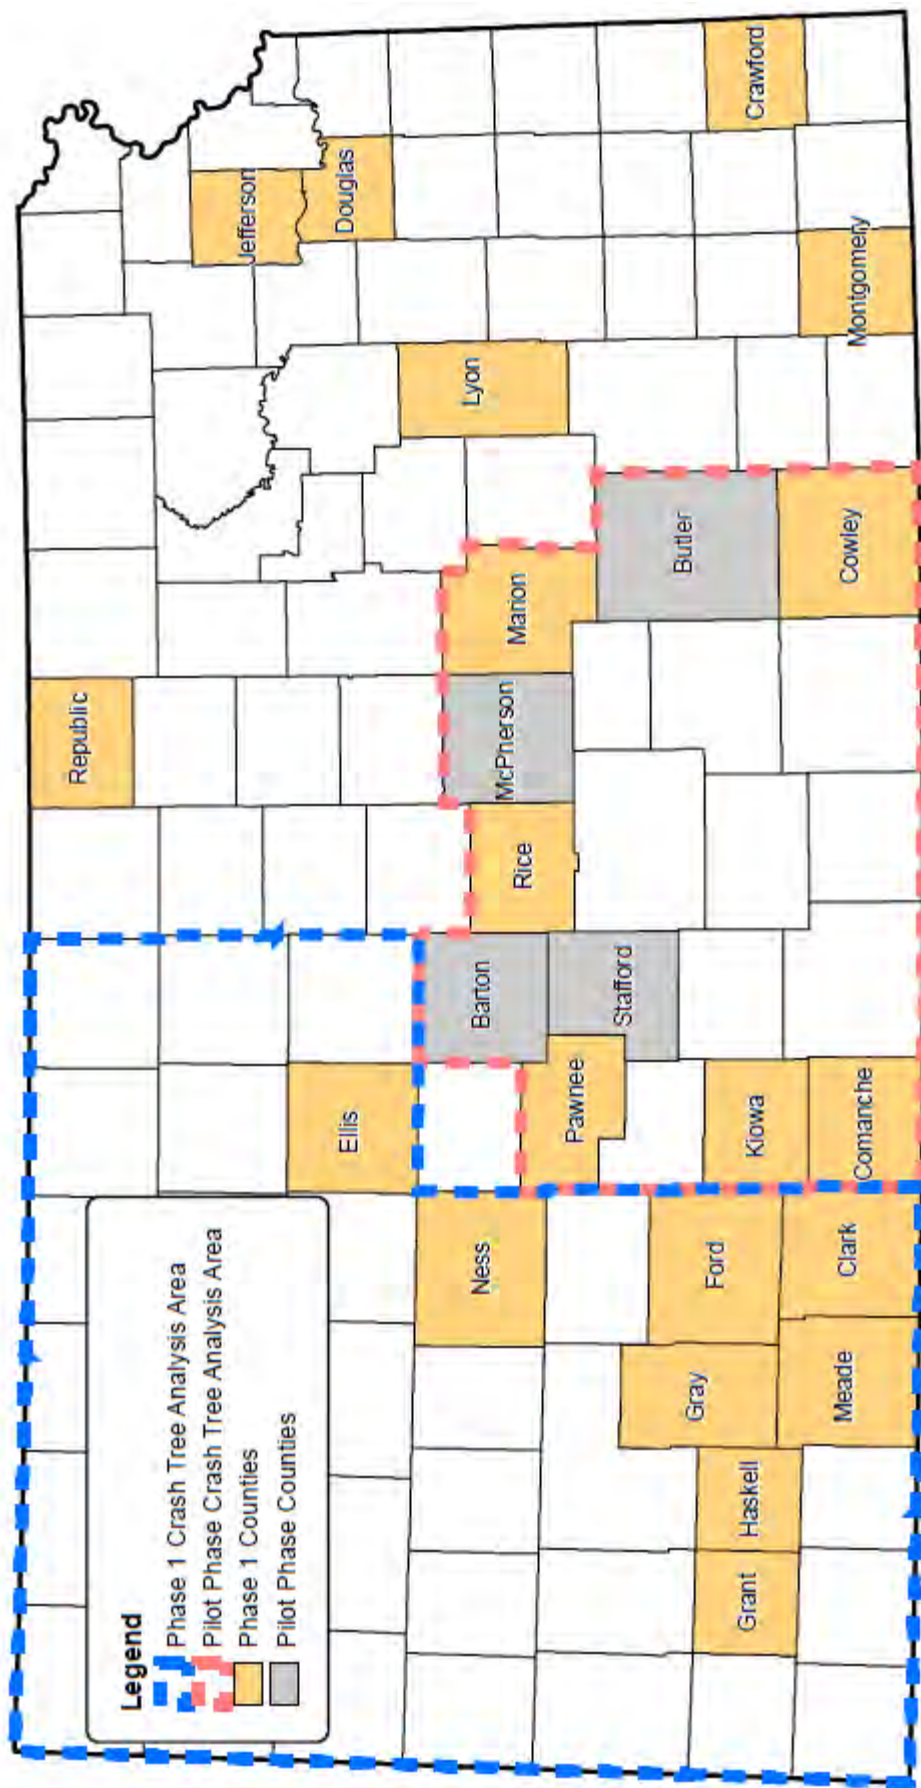 Republic
Jefferson
Douglas
Ellis
Ness
Barton
Rice
McPherson
Marion
Lyon
Pawnee
Stafford
Gray
Ford
Kiowa
Butler
Crawford
Grant
Haskell
Meade
Clark
Comanche
Cowley
Montgomery
Legend
Phase 1 Crash Tree Analysis Area
Pilot Phase Crash Tree Analysis Area
Phase 1 Counties
Pilot Phase Counties